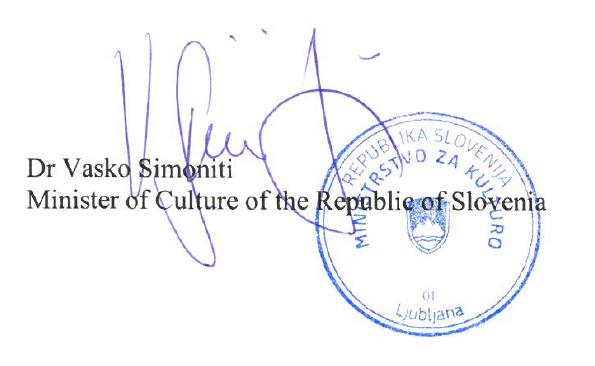 Dr Vasko Simoniti
Minister of Culture of the Republic of Slovenia
REPUBLIKA SLOVENIJA
MINISTRSTVO ZA KULTURO
01
Ljubljana